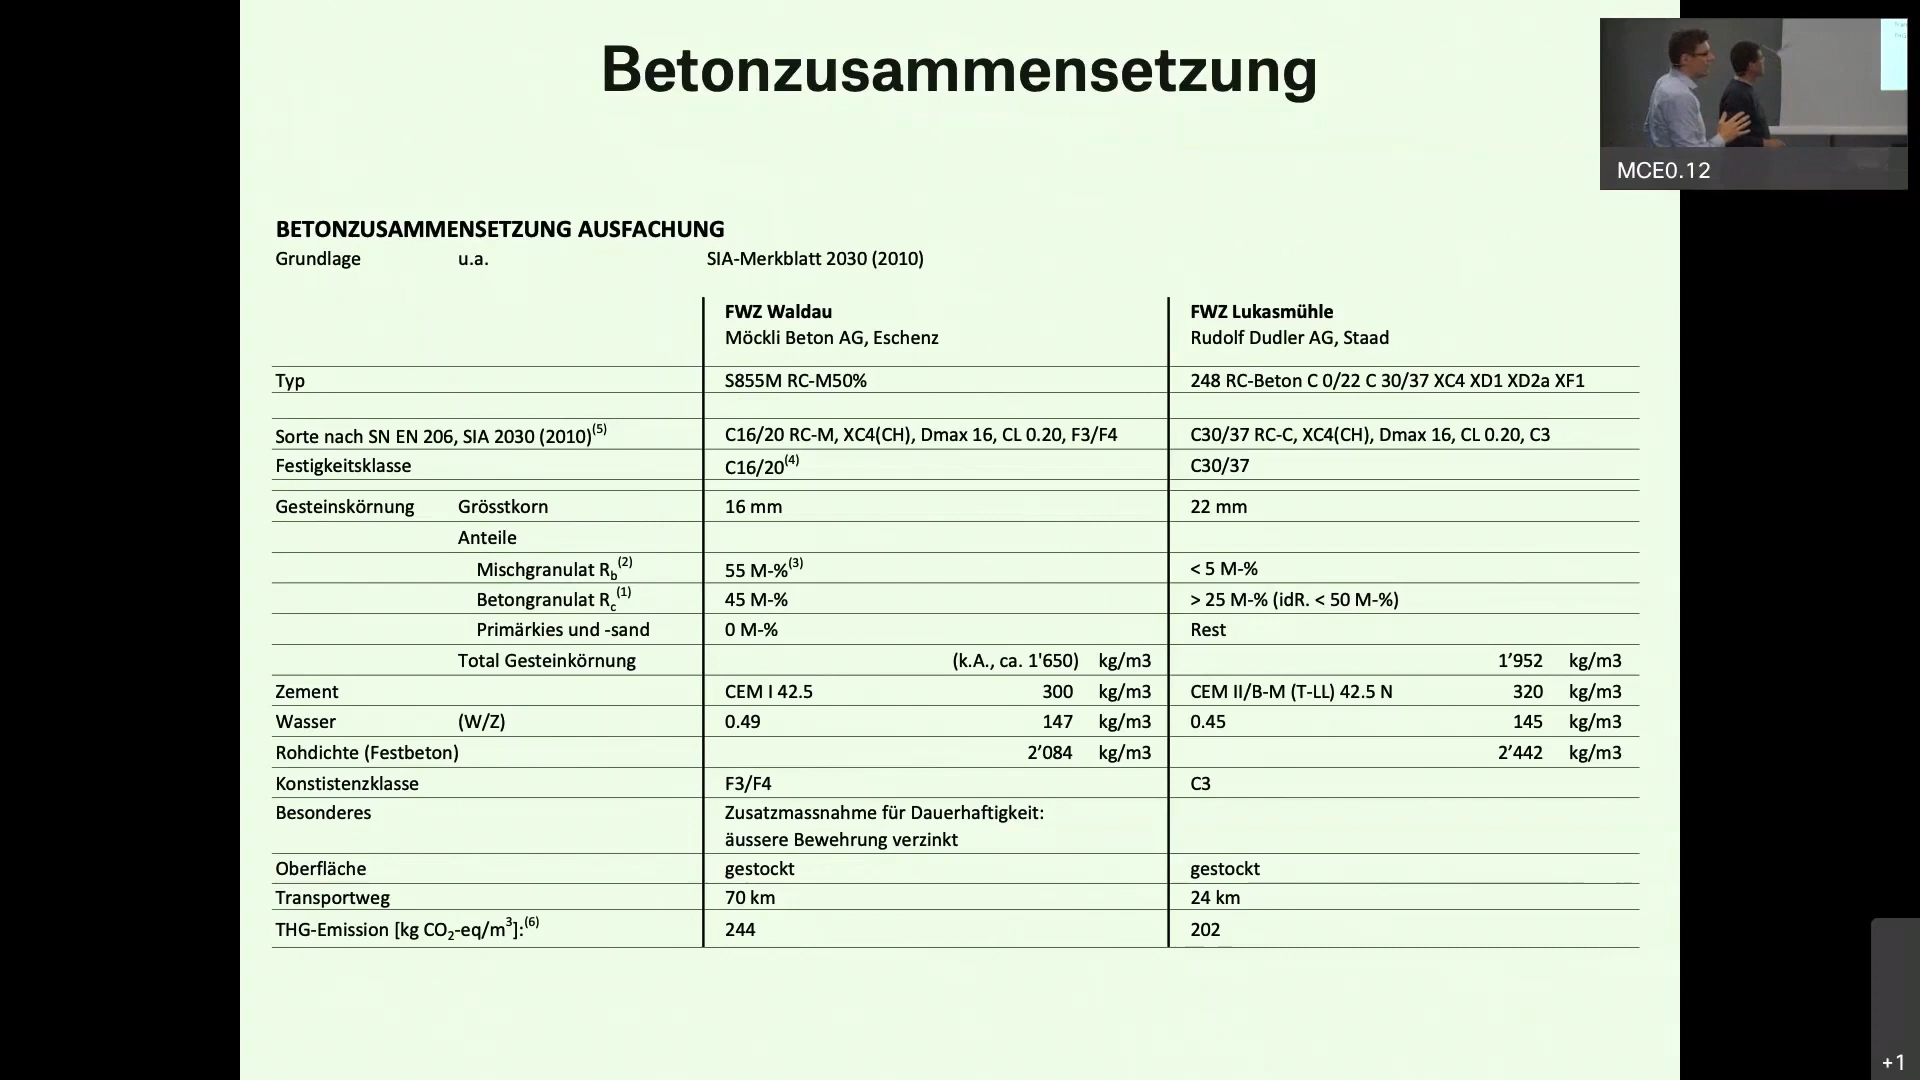 Betonzusammensetzung
MCE0.12
BETONZUSAMMENSETZUNG AUSFACHUNG
Grundlage u.a. SIA-Merkblatt 2030 (2010)
FWZ Waldau FWZ Lukasmühle
Möckli Beton AG, Eschenz Rudolf Dudler AG, Staad
Typ S855M RC-M50% 248 RC-Beton C 0/22 C 30/37 XC4 XD1 XD2a XF1
Sorte nach SN EN 206, SIA 2030 (2010)(5) C16/20 RC-M, XC4(CH), Dmax 16, CL 0.20, F3/F4 C30/37 RC-C, XC4(CH), Dmax 16, CL 0.20, C3
Festigkeitsklasse C16/20(4) C30/37
Gesteinskörnung Grösstkorn 16 mm 22 mm
Anteile
Mischgranulat Rb(2) 55 M-%(3) < 5 M-%
Betongranulat Rc(1) 45 M-% > 25 M-% (idR. < 50 M-%)
Primärkies und -sand 0 M-% Rest
Total Gesteinkörnung (k.A., ca. 1'650) kg/m3 1’952 kg/m3
Zement CEM I 42.5 300 kg/m3 CEM II/B-M (T-LL) 42.5 N 320 kg/m3
Wasser (W/Z) 0.49 147 kg/m3 0.45 145 kg/m3
Rohdichte (Festbeton) 2’084 kg/m3 2’442 kg/m3
Konstistenzklasse F3/F4 C3
Besonderes Zusatzmassnahme für Dauerhaftigkeit:
äussere Bewehrung verzinkt
Oberfläche gestockt gestockt
Transportweg 70 km 24 km
THG-Emission [kg CO2-eq/m3]:(6) 244 202
+1